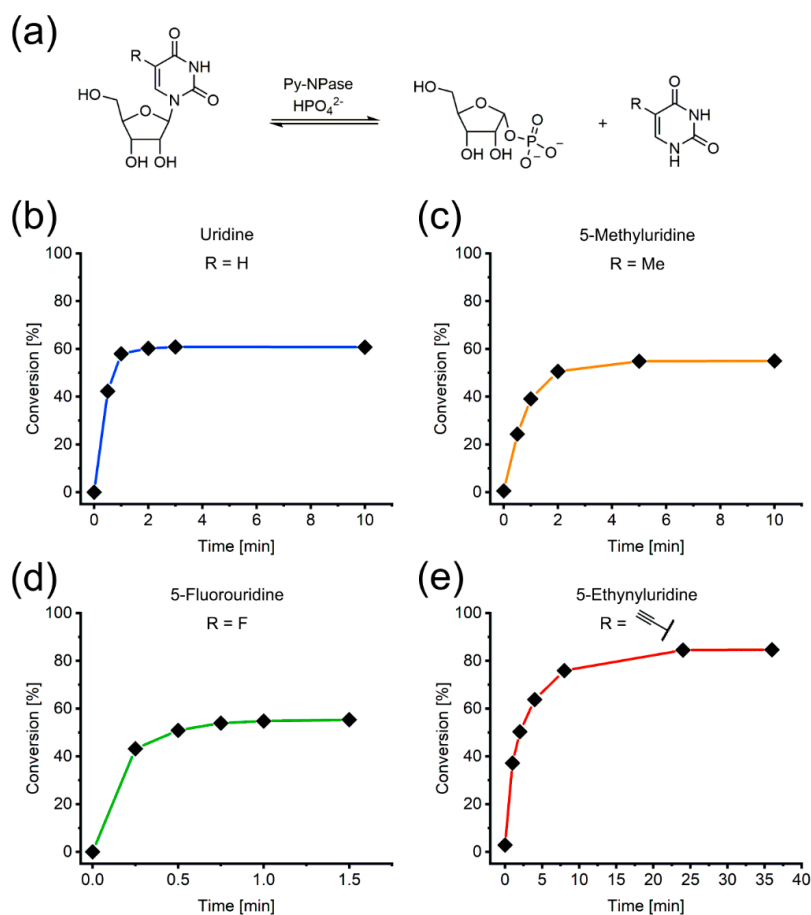 (a)
R
O
NH
N
O
HO
O
OH OH
Py-NPase
HPO₄²⁻
HO
O
O
OH OH
O
P
O⁻
O⁻
+
R
O
NH
N
H
O
(b)
Uridine
R = H
Conversion [%]
100
80
60
40
20
0
0 2 4 6 8 10
Time [min]
(c)
5-Methyluridine
R = Me
Conversion [%]
100
80
60
40
20
0
0 2 4 6 8 10
Time [min]
(d)
5-Fluorouridine
R = F
Conversion [%]
100
80
60
40
20
0
0.0 0.5 1.0 1.5
Time [min]
(e)
5-Ethynyluridine
R =
Conversion [%]
100
80
60
40
20
0
0 5 10 15 20 25 30 35 40
Time [min]